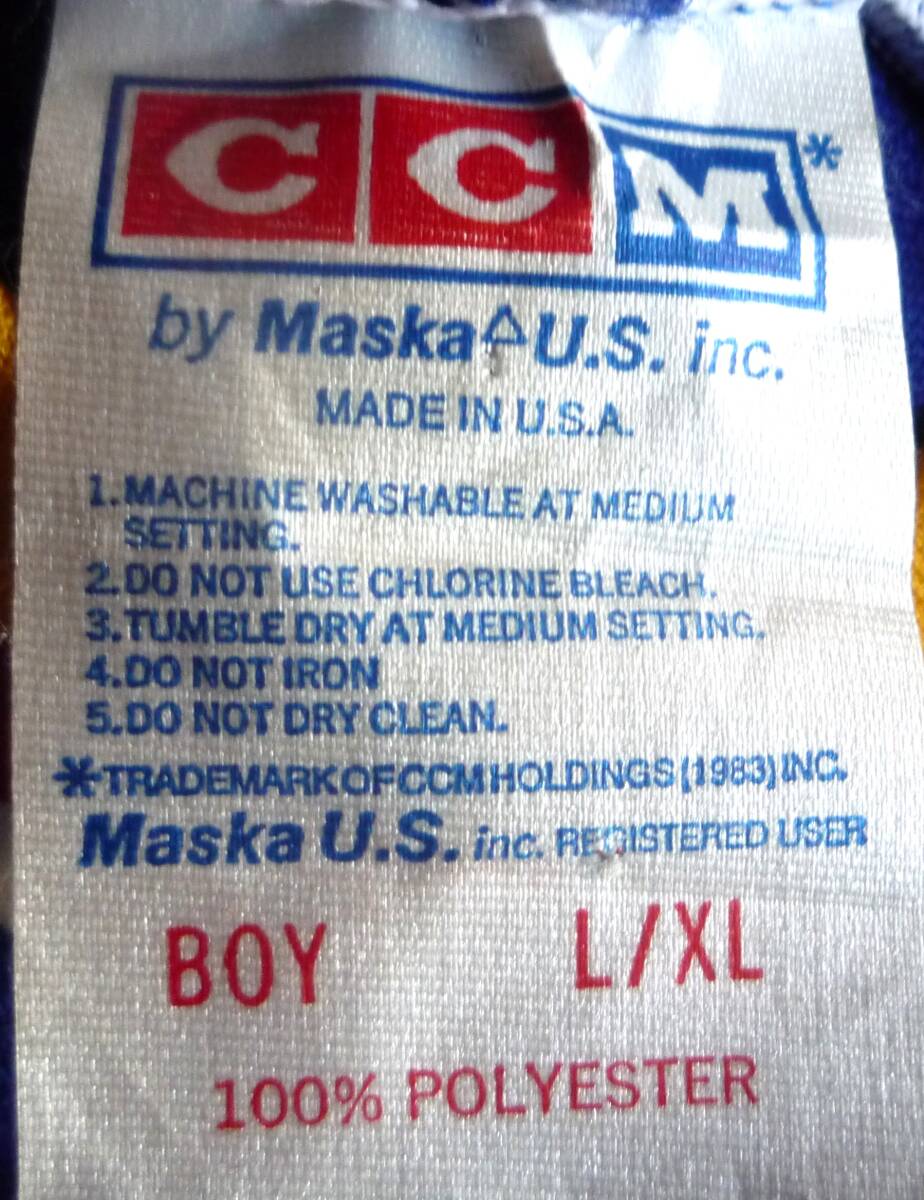 CCM*
by Maska△U.S. inc.
MADE IN U.S.A.
1.MACHINE WASHABLE AT MEDIUM
SETTING.
2.DO NOT USE CHLORINE BLEACH.
3.TUMBLE DRY AT MEDIUM SETTING.
4.DO NOT IRON
5.DO NOT DRY CLEAN.
*TRADEMARK OF CCM HOLDINGS (1983) INC.
Maska U.S. inc. REGISTERED USER
BOY L/XL
100% POLYESTER